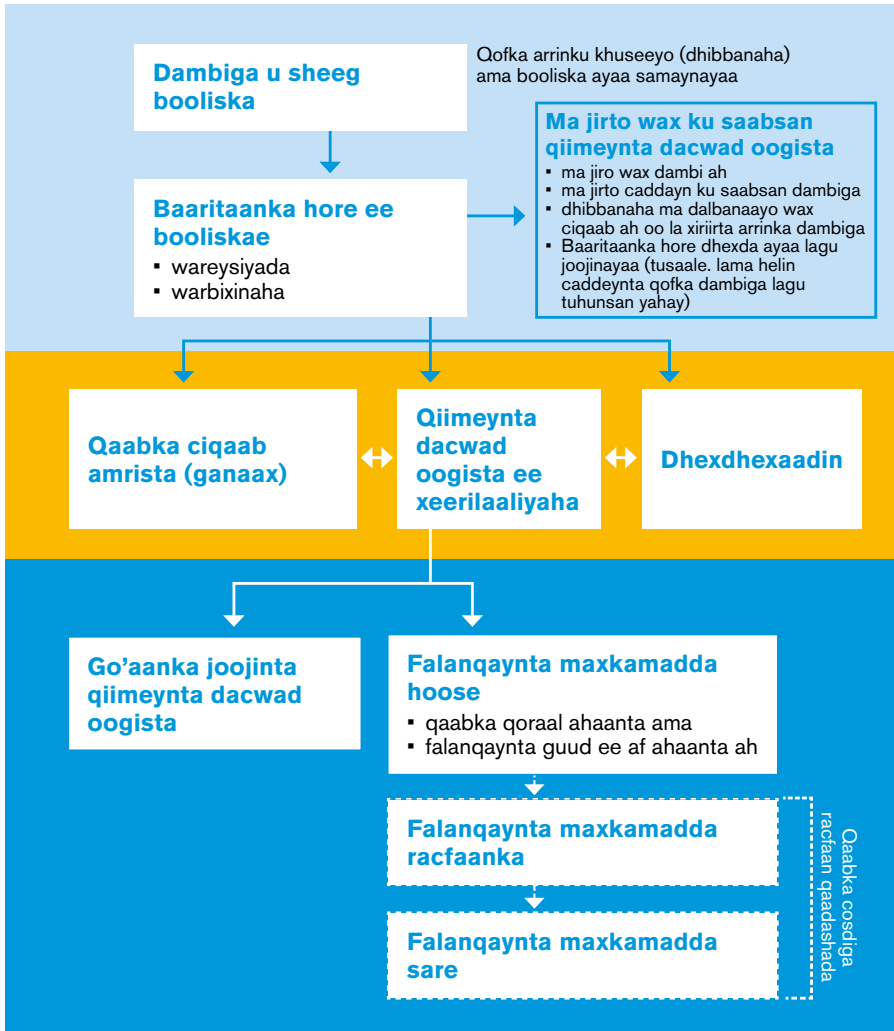 Dambiga u sheeg
booliska
Qofka arrinku khuseeyo (dhibbanaha)
ama booliska ayaa samaynayaa
Ma jirto wax ku saabsan
qiimeynta dacwad oogista
▪ ma jiro wax dambi ah
▪ ma jirto caddayn ku saabsan dambiga
▪ dhibbanaha ma dalbanaayo wax
ciqaab ah oo la xiriirta arrinka dambiga
▪ Baaritaanka hore dhexda ayaa lagu
joojinayaa (tusaale. lama helin
caddeynta qofka dambiga lagu
tuhunsan yahay)
Baaritaanka hore ee
booliskae
▪ wareysiyada
▪ warbixinaha
Qaabka ciqaab
amrista (ganaax)
Qiimeynta
dacwad
oogista ee
xeerilaaliyaha
Dhexdhexaadin
Go’aanka joojinta
qiimeynta dacwad
oogista
Falanqaynta maxkamadda
hoose
▪ qaabka qoraal ahaanta ama
▪ falanqaynta guud ee af ahaanta ah
Falanqaynta maxkamadda
racfaanka
Falanqaynta maxkamadda
sare
Qaabka cosdiga
racfaan qaadashada